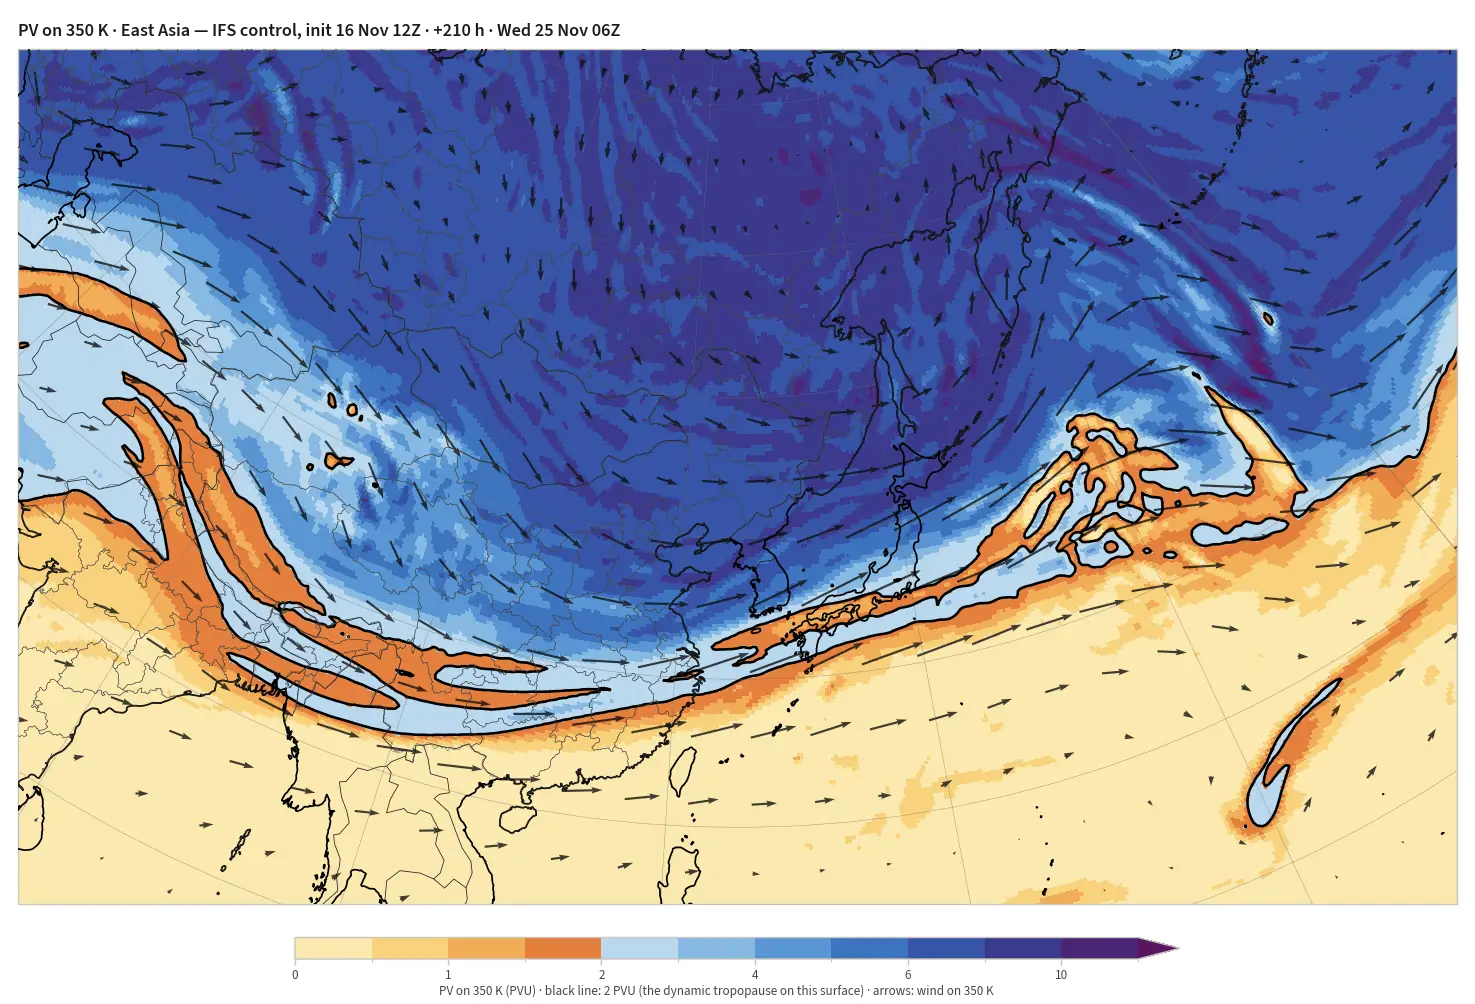 PV on 350 K · East Asia — IFS control, init 16 Nov 12Z · +210 h · Wed 25 Nov 06Z
0 1 2 4 6 10
PV on 350 K (PVU) · black line: 2 PVU (the dynamic tropopause on this surface) · arrows: wind on 350 K